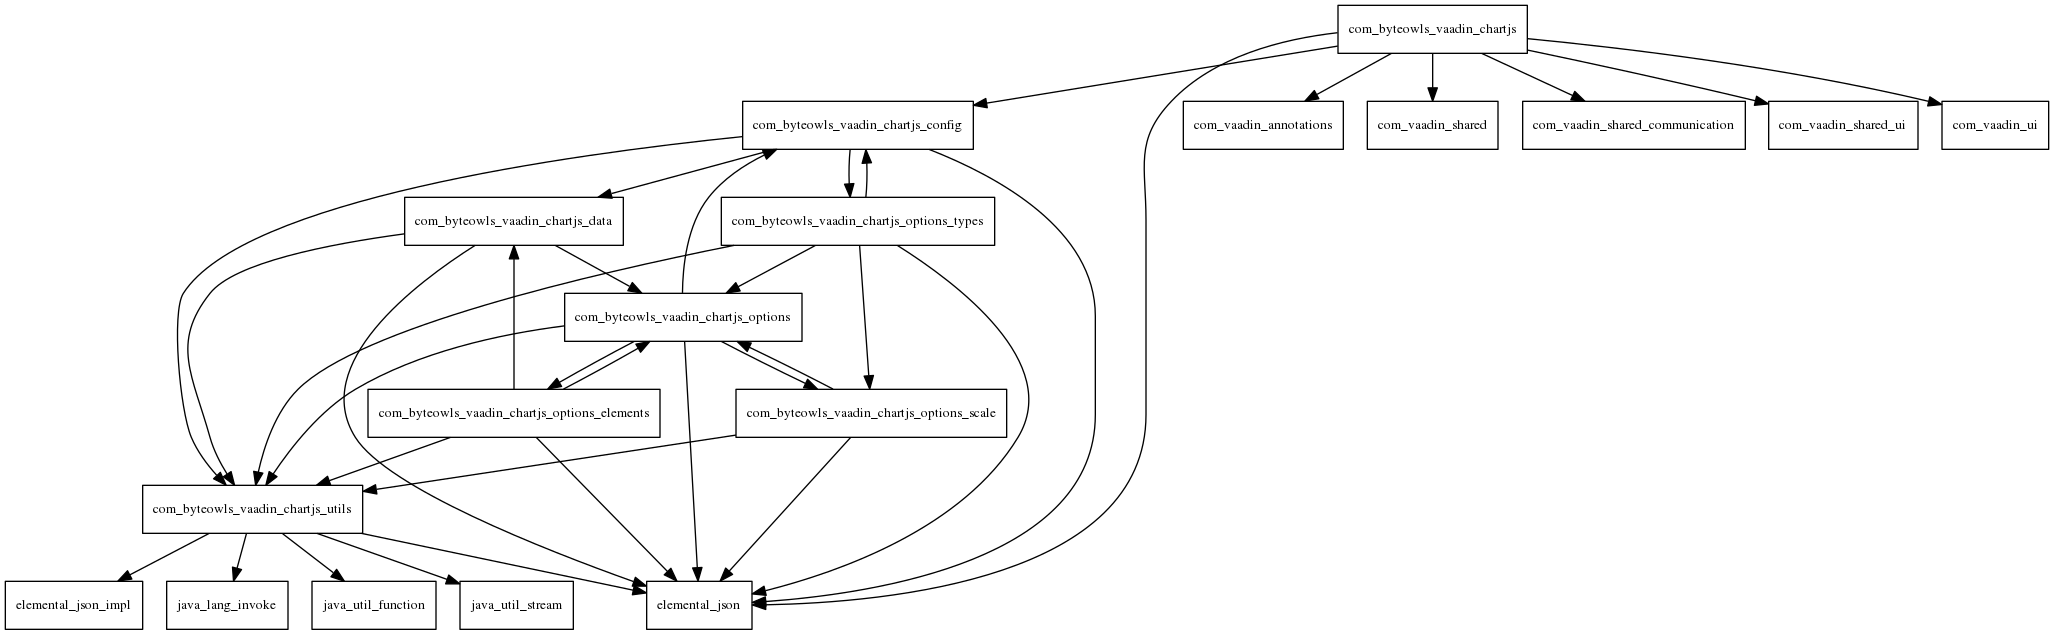 com_byteowls_vaadin_chartjs
com_byteowls_vaadin_chartjs_config
com_vaadin_annotations
com_vaadin_shared
com_vaadin_shared_communication
com_vaadin_shared_ui
com_vaadin_ui
com_byteowls_vaadin_chartjs_data
com_byteowls_vaadin_chartjs_options_types
com_byteowls_vaadin_chartjs_options
com_byteowls_vaadin_chartjs_options_elements
com_byteowls_vaadin_chartjs_options_scale
com_byteowls_vaadin_chartjs_utils
elemental_json_impl
java_lang_invoke
java_util_function
java_util_stream
elemental_json